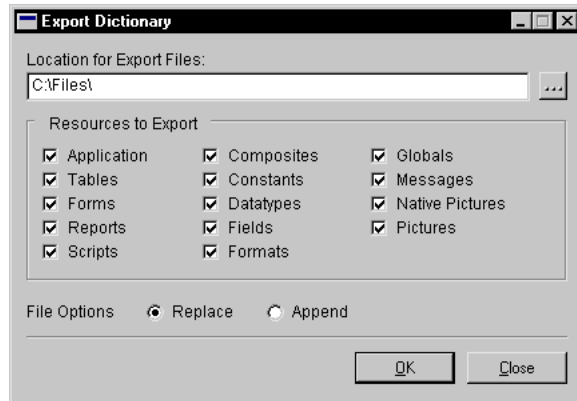 Export Dictionary
Location for Export Files:
C:\Files\
...
Resources to Export
Application Composites Globals
Tables Constants Messages
Forms Datatypes Native Pictures
Reports Fields Pictures
Scripts Formats
File Options Replace Append
OK Close